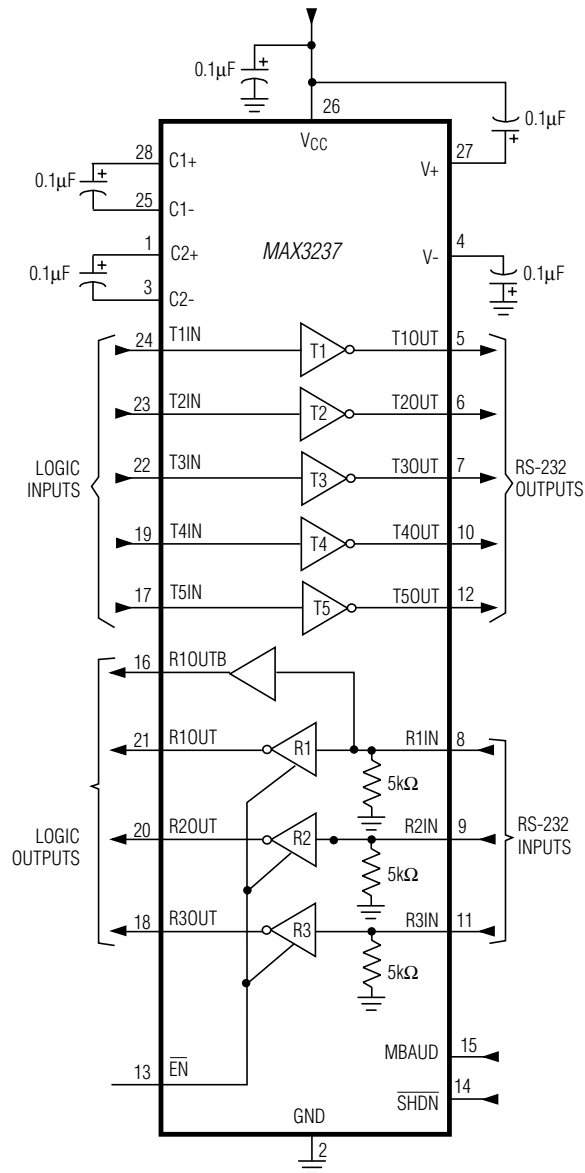 0.1µF
+
26
+
0.1µF
VCC
28
C1+
V+
27
0.1µF
+
25
C1-
1
C2+
MAX3237
V-
4
0.1µF
+
3
C2-
0.1µF
+
LOGIC
INPUTS
24
T1IN
T1
T1OUT
5
23
T2IN
T2
T2OUT
6
22
T3IN
T3
T3OUT
7
RS-232
OUTPUTS
19
T4IN
T4
T4OUT
10
17
T5IN
T5
T5OUT
12
16
R1OUTB
21
R1OUT
R1
R1IN
8
5kΩ
LOGIC
OUTPUTS
20
R2OUT
R2
R2IN
9
RS-232
INPUTS
5kΩ
18
R3OUT
R3
R3IN
11
5kΩ
13
E̅N̅
MBAUD
15
S̅H̅D̅N̅
14
GND
2